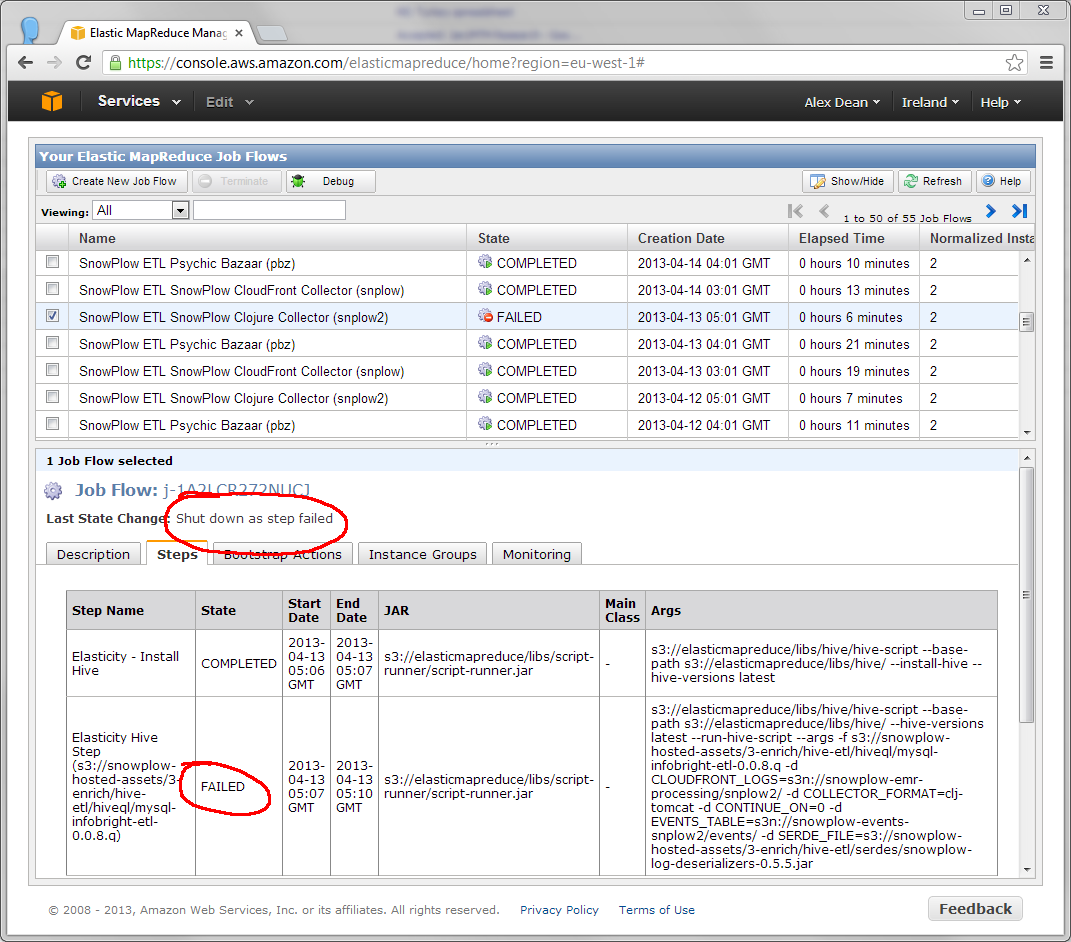 Elastic MapReduce Manag
https://console.aws.amazon.com/elasticmapreduce/home?region=eu-west-1#
Services Edit Alex Dean Ireland Help
Your Elastic MapReduce Job Flows
Create New Job Flow Terminate Debug Show/Hide Refresh Help
Viewing: All 1 to 50 of 55 Job Flows
Name State Creation Date Elapsed Time Normalized Insta
SnowPlow ETL Psychic Bazaar (pbz) COMPLETED 2013-04-14 04:01 GMT 0 hours 10 minutes 2
SnowPlow ETL SnowPlow CloudFront Collector (snplow) COMPLETED 2013-04-14 03:01 GMT 0 hours 13 minutes 2
SnowPlow ETL SnowPlow Clojure Collector (snplow2) FAILED 2013-04-13 05:01 GMT 0 hours 6 minutes 2
SnowPlow ETL Psychic Bazaar (pbz) COMPLETED 2013-04-13 04:01 GMT 0 hours 21 minutes 2
SnowPlow ETL SnowPlow CloudFront Collector (snplow) COMPLETED 2013-04-13 03:01 GMT 0 hours 19 minutes 2
SnowPlow ETL SnowPlow Clojure Collector (snplow2) COMPLETED 2013-04-12 05:01 GMT 0 hours 7 minutes 2
SnowPlow ETL Psychic Bazaar (pbz) COMPLETED 2013-04-12 04:01 GMT 0 hours 11 minutes 2
1 Job Flow selected
Job Flow: j-1A2LCR272NUCJ
Last State Change: Shut down as step failed
Description Steps Bootstrap Actions Instance Groups Monitoring
Step Name State Start Date End Date JAR Main Class Args
Elasticity - Install
Hive
COMPLETED
2013-
04-13
05:06
GMT
2013-
04-13
05:07
GMT
s3://elasticmapreduce/libs/script-
runner/script-runner.jar
-
s3://elasticmapreduce/libs/hive/hive-script --base-
path s3://elasticmapreduce/libs/hive/ --install-hive --
hive-versions latest
Elasticity Hive
Step
(s3://snowplow-
hosted-assets/3-
enrich/hive-
etl/hiveql/mysql-
infobright-etl-
0.0.8.q)
FAILED
2013-
04-13
05:07
GMT
2013-
04-13
05:10
GMT
s3://elasticmapreduce/libs/script-
runner/script-runner.jar
-
s3://elasticmapreduce/libs/hive/hive-script --base-
path s3://elasticmapreduce/libs/hive/ --hive-versions
latest --run-hive-script --args -f s3://snowplow-
hosted-assets/3-enrich/hive-etl/hiveql/mysql-
infobright-etl-0.0.8.q -d
CLOUDFRONT_LOGS=s3n://snowplow-emr-
processing/snplow2/ -d COLLECTOR_FORMAT=clj-
tomcat -d CONTINUE_ON=0 -d
EVENTS_TABLE=s3n://snowplow-events-
snplow2/events/ -d SERDE_FILE=s3://snowplow-
hosted-assets/3-enrich/hive-etl/serdes/snowplow-
log-deserializers-0.5.5.jar
© 2008 - 2013, Amazon Web Services, Inc. or its affiliates. All rights reserved. Privacy Policy Terms of Use Feedback